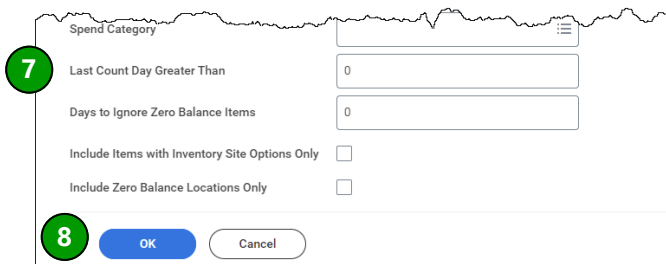 Spend Category
7
Last Count Day Greater Than 0
Days to Ignore Zero Balance Items 0
Include Items with Inventory Site Options Only
Include Zero Balance Locations Only
8 OK Cancel